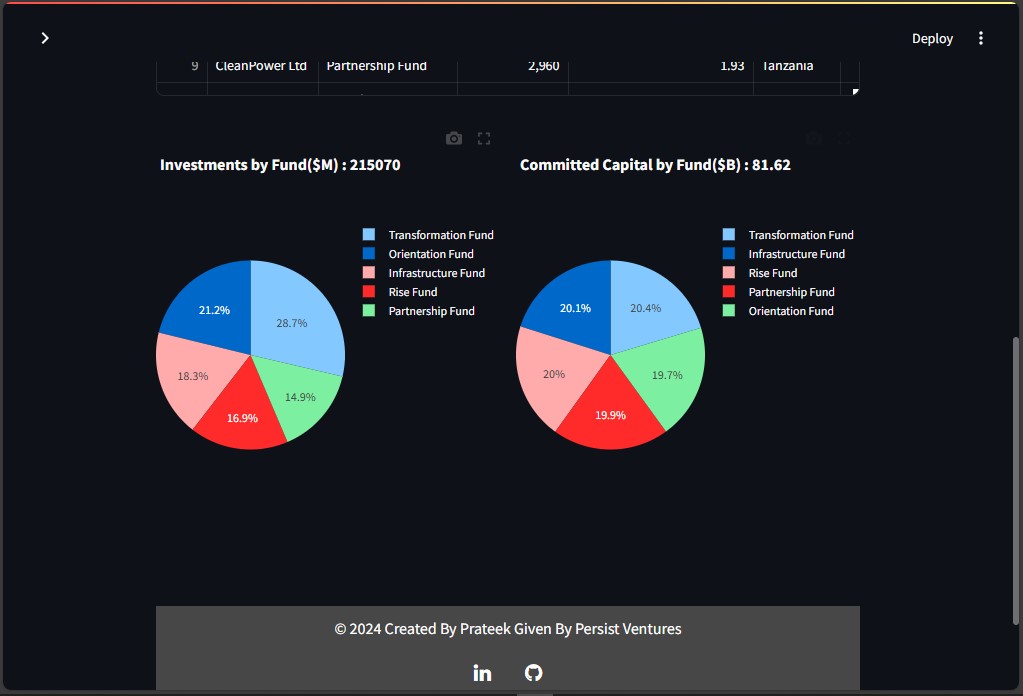 Deploy
9 CleanPower Ltd Partnership Fund 2,960 1.93 Tanzania
Investments by Fund($M) : 215070
Transformation Fund
Orientation Fund
Infrastructure Fund
Rise Fund
Partnership Fund
21.2%
28.7%
18.3%
14.9%
16.9%
Committed Capital by Fund($B) : 81.62
Transformation Fund
Infrastructure Fund
Rise Fund
Partnership Fund
Orientation Fund
20.1%
20.4%
20%
19.7%
19.9%
© 2024 Created By Prateek Given By Persist Ventures
in